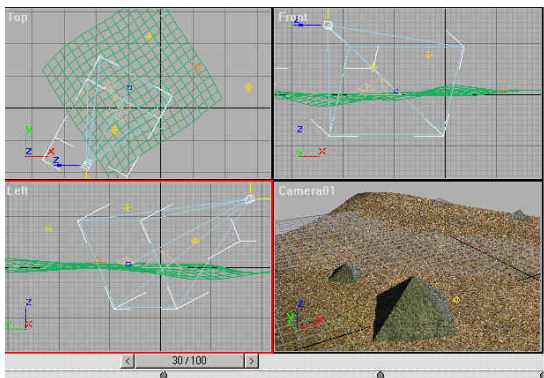 Top
Front
y
z x
z
z
y x
Left
Camera01
z
y x
z
y x
< 30 / 100 >